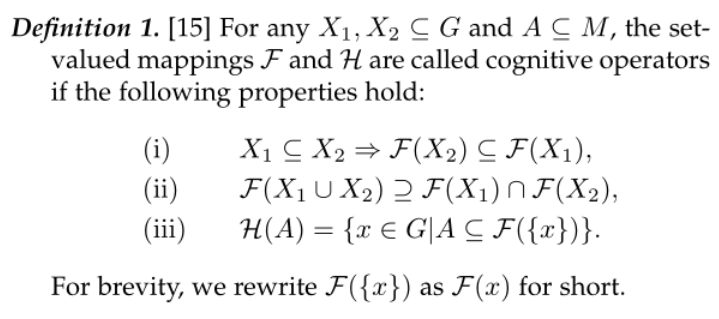 Definition 1. [15] For any X₁, X₂ ⊆ G and A ⊆ M, the set-
valued mappings ℱ and ℋ are called cognitive operators
if the following properties hold:
(i) X₁ ⊆ X₂ ⇒ ℱ(X₂) ⊆ ℱ(X₁),
(ii) ℱ(X₁ ∪ X₂) ⊇ ℱ(X₁) ∩ ℱ(X₂),
(iii) ℋ(A) = {x ∈ G|A ⊆ ℱ({x})}.
For brevity, we rewrite ℱ({x}) as ℱ(x) for short.